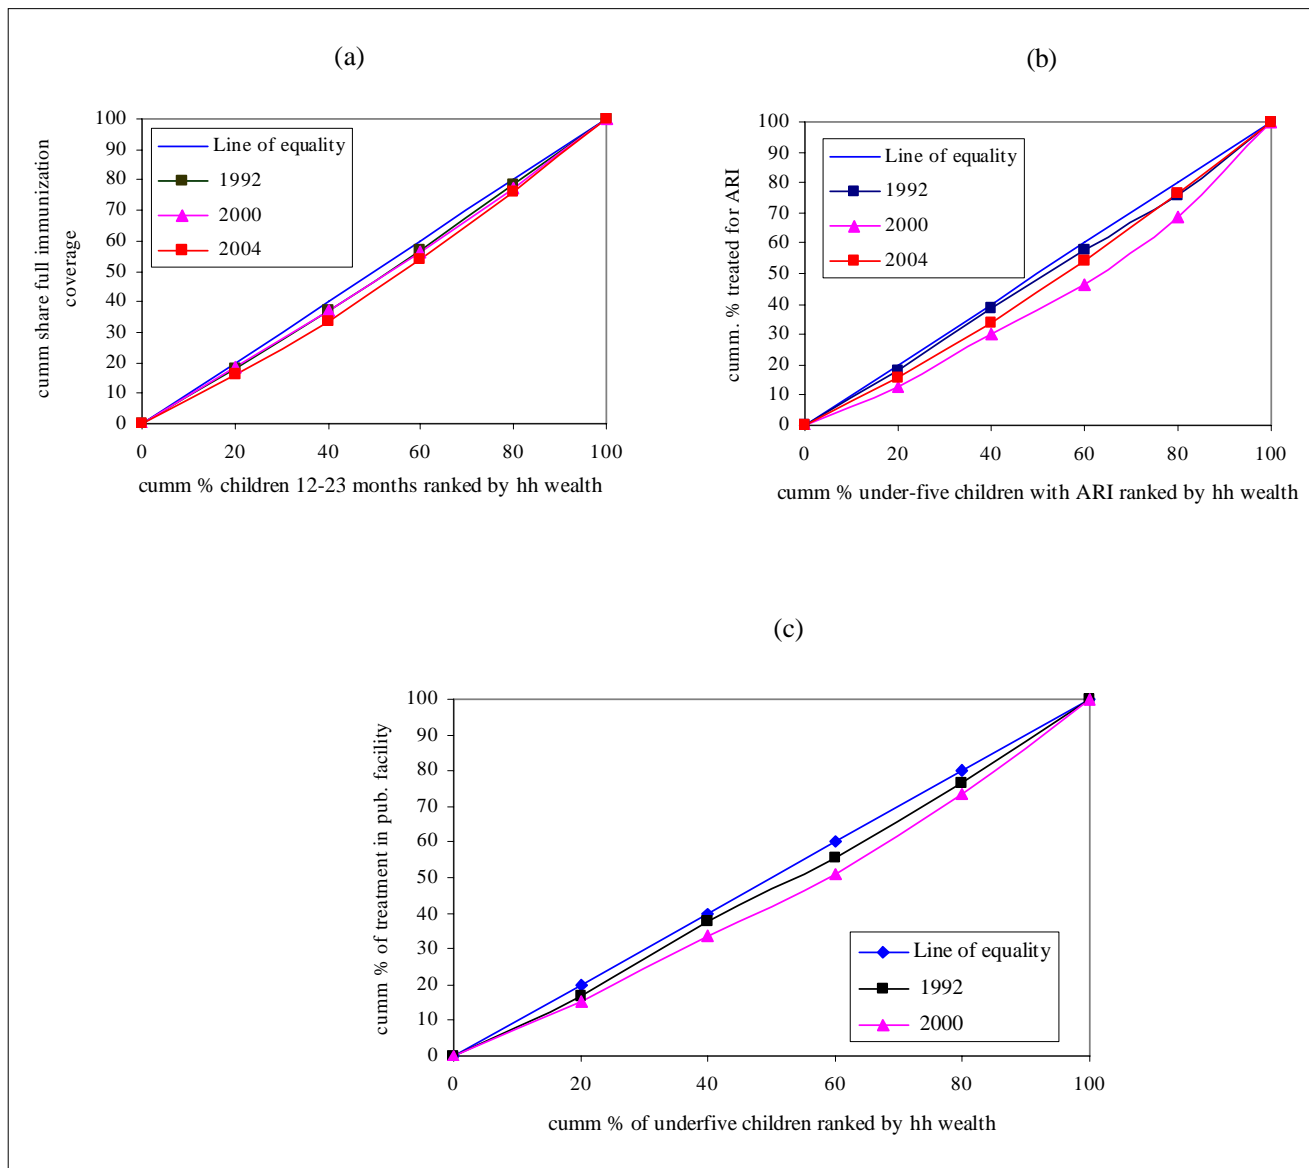 (a)
100
90
80
70
60
50
40
30
20
10
0
cumm share full immunization
coverage
Line of equality
1992
2000
2004
0 20 40 60 80 100
cumm % children 12-23 months ranked by hh wealth
(b)
100
90
80
70
60
50
40
30
20
10
0
cumm. % treated for ARI
Line of equality
1992
2000
2004
0 20 40 60 80 100
cumm % under-five children with ARI ranked by hh wealth
(c)
100
90
80
70
60
50
40
30
20
10
0
cumm % of treatment in pub. facility
Line of equality
1992
2000
0 20 40 60 80 100
cumm % of underfive children ranked by hh wealth